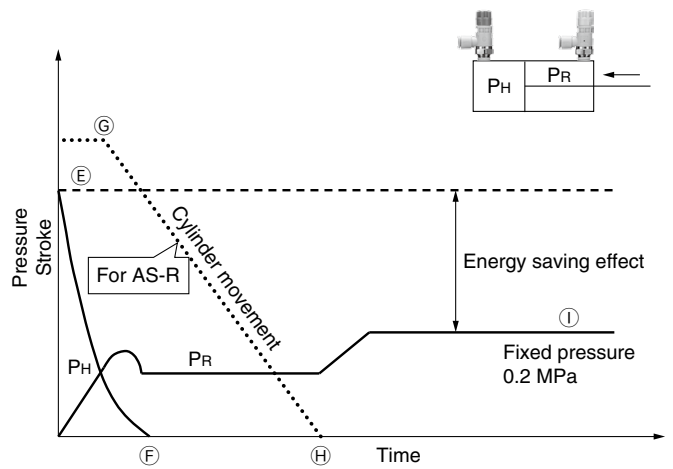 PH
PR
Ⓖ
Ⓔ
Pressure
Stroke
Cylinder movement
For AS-R
Energy saving effect
Ⓘ
PH
PR
Fixed pressure
0.2 MPa
Ⓕ
Ⓗ
Time